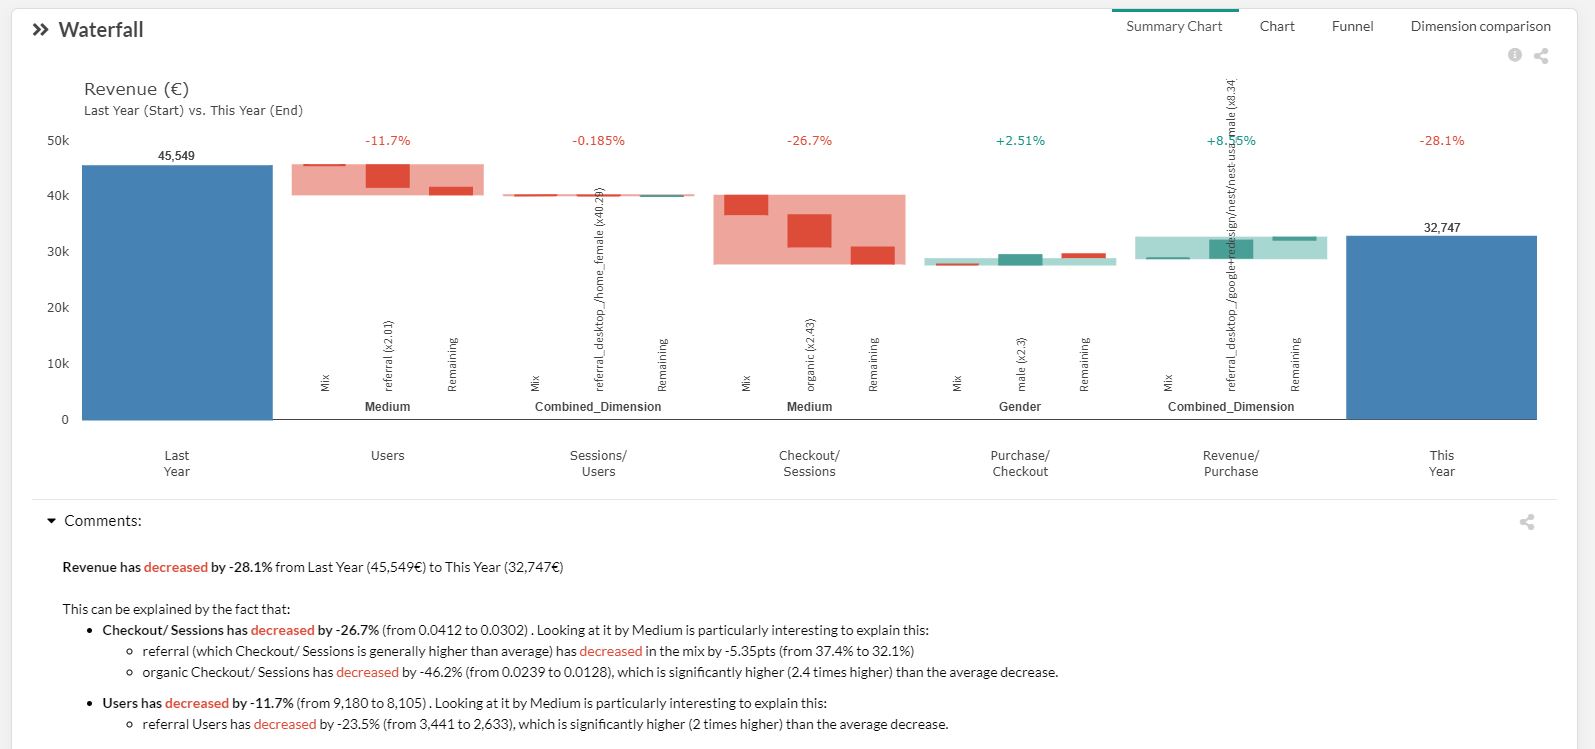 Waterfall
Summary Chart
Chart
Funnel
Dimension comparison
Revenue (€)
Last Year (Start) vs. This Year (End)
50k
40k
30k
20k
10k
0
45,549
-11.7%
-0.185%
-26.7%
+2.51%
+8.55%
-28.1%
32,747
Mix
referral (x2.01)
Remaining
Mix
referral_desktop_/home_female (x40.29)
Remaining
Mix
organic (x2.43)
Remaining
Mix
male (x2.3)
Remaining
Mix
referral_desktop_/google+redesign/nest/nest-usa_male (x8.34)
Remaining
Medium
Combined_Dimension
Medium
Gender
Combined_Dimension
Last
Year
Users
Sessions/
Users
Checkout/
Sessions
Purchase/
Checkout
Revenue/
Purchase
This
Year
Comments:
Revenue has decreased by -28.1% from Last Year (45,549€) to This Year (32,747€)
This can be explained by the fact that:
Checkout/ Sessions has decreased by -26.7% (from 0.0412 to 0.0302) . Looking at it by Medium is particularly interesting to explain this:
referral (which Checkout/ Sessions is generally higher than average) has decreased in the mix by -5.35pts (from 37.4% to 32.1%)
organic Checkout/ Sessions has decreased by -46.2% (from 0.0239 to 0.0128), which is significantly higher (2.4 times higher) than the average decrease.
Users has decreased by -11.7% (from 9,180 to 8,105) . Looking at it by Medium is particularly interesting to explain this:
referral Users has decreased by -23.5% (from 3,441 to 2,633), which is significantly higher (2 times higher) than the average decrease.